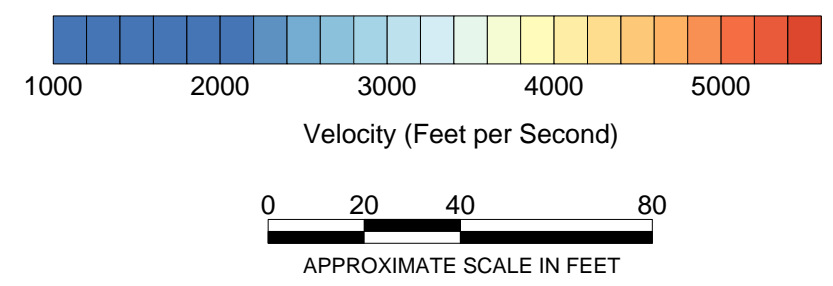 1000 2000 3000 4000 5000
Velocity (Feet per Second)
0 20 40 80
APPROXIMATE SCALE IN FEET